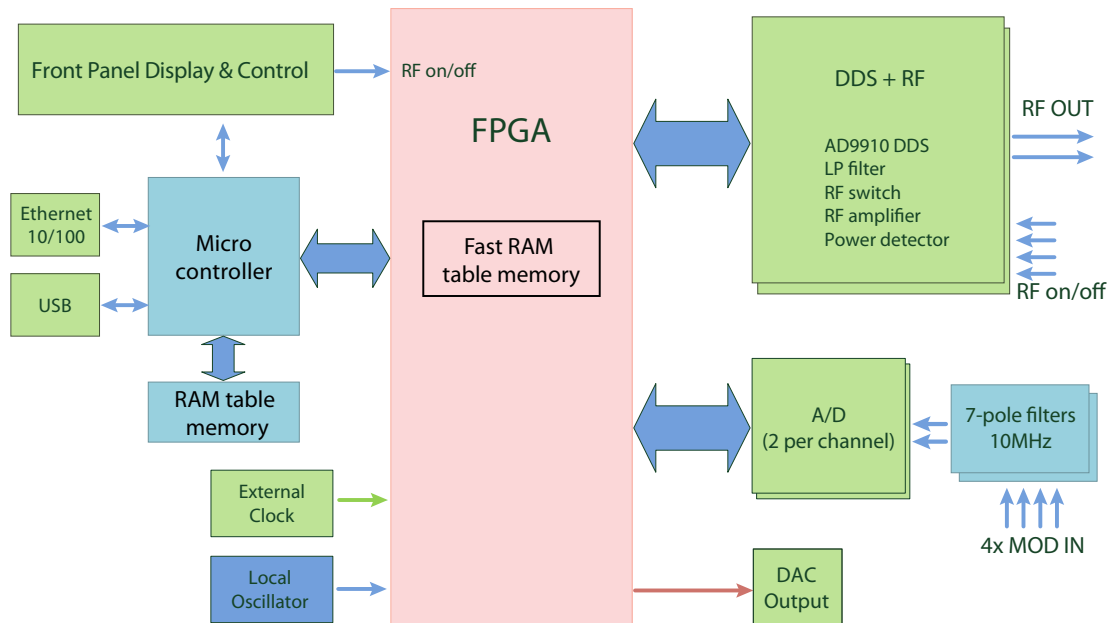 Front Panel Display & Control
RF on/off
FPGA
DDS + RF
AD9910 DDS
LP filter
RF switch
RF amplifier
Power detector
RF OUT
RF on/off
Ethernet
10/100
USB
Micro
controller
Fast RAM
table memory
RAM table
memory
A/D
(2 per channel)
7-pole filters
10MHz
4x MOD IN
External
Clock
Local
Oscillator
DAC
Output